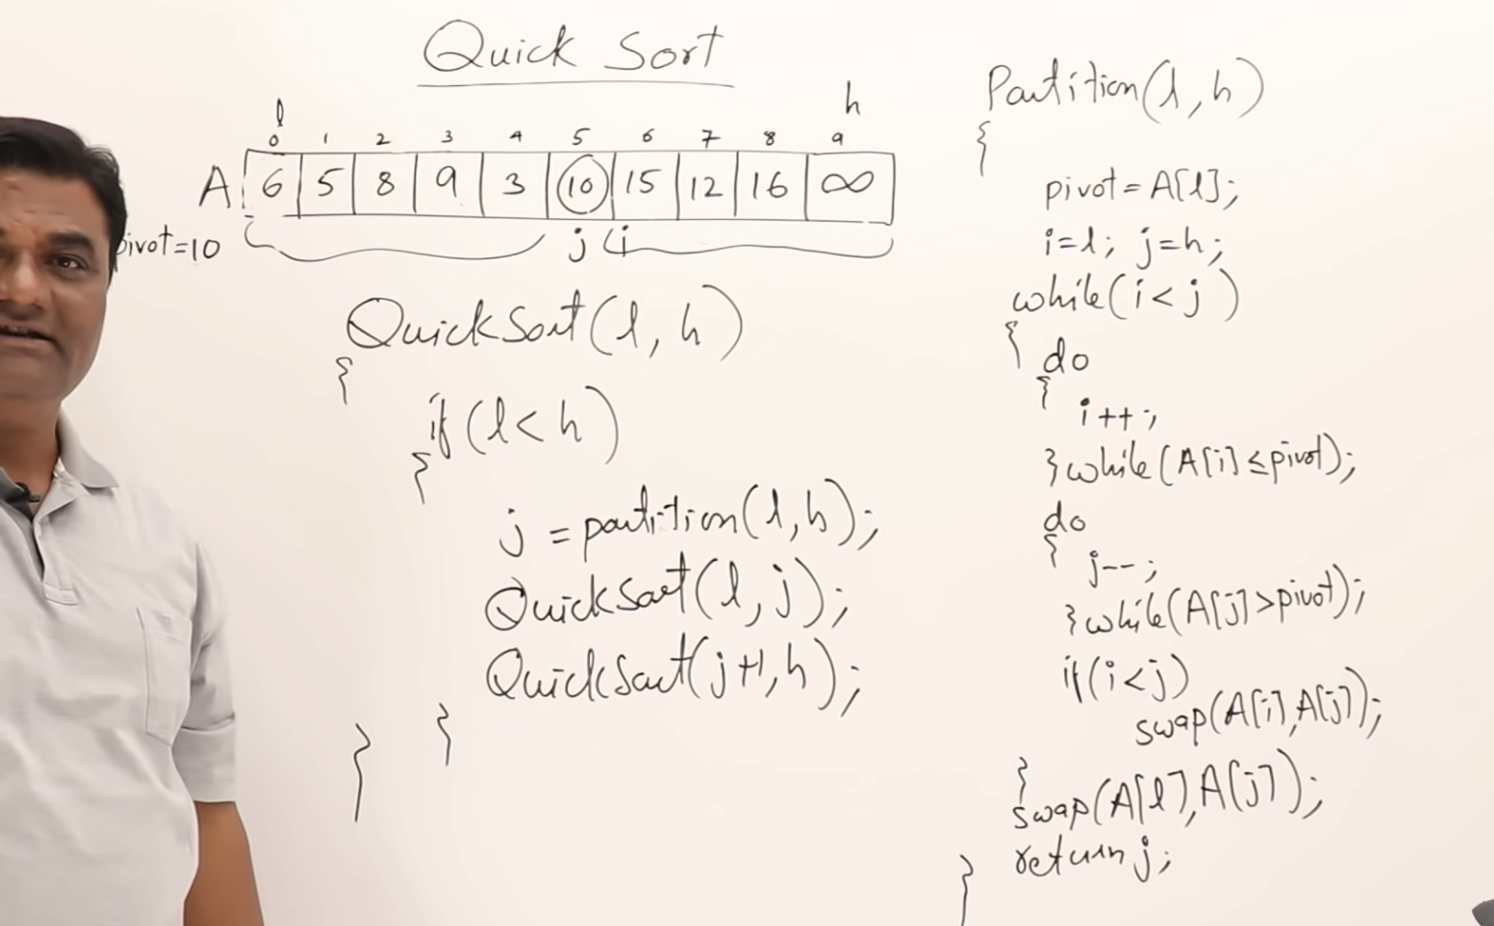 Quick Sort
l h
0 1 2 3 4 5 6 7 8 9
A 6 5 8 9 3 10 15 12 16 ∞
pivot=10
j i
QuickSort(l, h)
{
if(l<h)
{
j=partition(l,h);
QuickSort(l,j);
QuickSort(j+1,h);
}
}
Partition(l,h)
{
pivot=A[l];
i=l; j=h;
while(i<j)
{ do
{
i++;
}while(A[i]≤pivot);
do
{
j--;
}while(A[j]>pivot);
if(i<j)
swap(A[i],A[j]);
}
swap(A[l],A[j]);
return j;
}